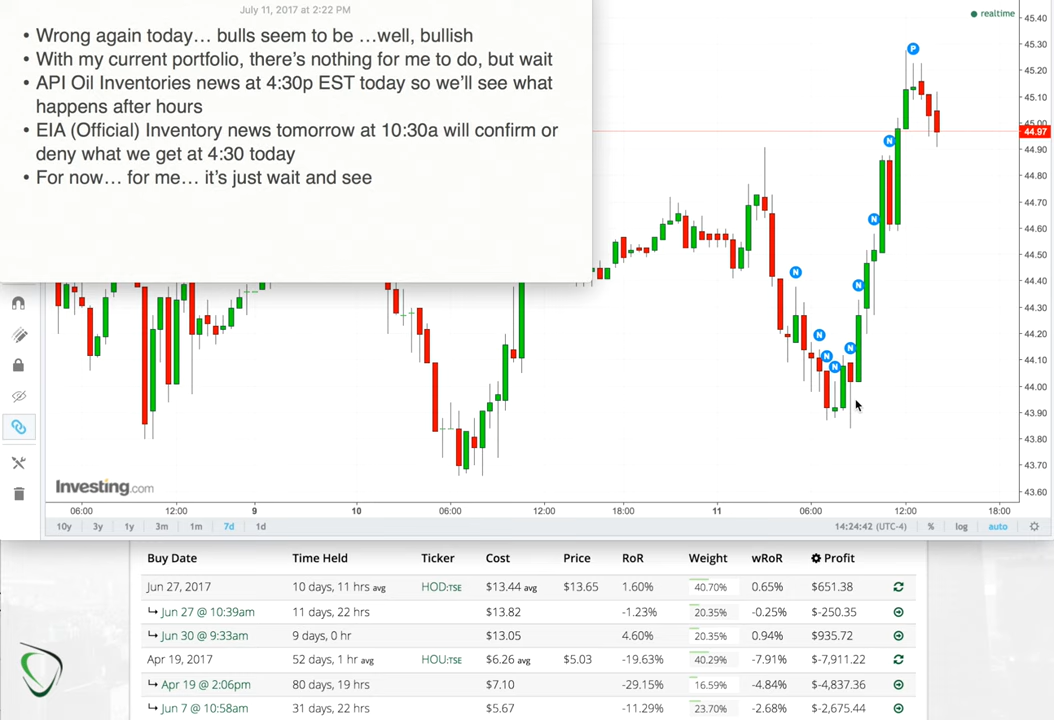 July 11, 2017 at 2:22 PM
• Wrong again today… bulls seem to be …well, bullish
• With my current portfolio, there's nothing for me to do, but wait
• API Oil Inventories news at 4:30p EST today so we'll see what
happens after hours
• EIA (Official) Inventory news tomorrow at 10:30a will confirm or
deny what we get at 4:30 today
• For now… for me… it's just wait and see
realtime
45.40
45.30
45.20
45.10
45.00
44.97
44.90
44.80
44.70
44.60
44.50
44.40
44.30
44.20
44.10
44.00
43.90
43.80
43.70
43.60
P
N
N
N
N
N
N
N
N
N
Investing.com
06:00 12:00 9 10 06:00 12:00 18:00 11 06:00 12:00 18:00
10y 3y 1y 3m 1m 7d 1d 14:24:42 (UTC-4) % log auto
Buy Date Time Held Ticker Cost Price RoR Weight wRoR Profit
Jun 27, 2017 10 days, 11 hrs avg HOD:TSE $13.44 avg $13.65 1.60% 40.70% 0.65% $651.38
Jun 27 @ 10:39am 11 days, 22 hrs $13.82 -1.23% 20.35% -0.25% $-250.35
Jun 30 @ 9:33am 9 days, 0 hr $13.05 4.60% 20.35% 0.94% $935.72
Apr 19, 2017 52 days, 1 hr avg HOU:TSE $6.26 avg $5.03 -19.63% 40.29% -7.91% $-7,911.22
Apr 19 @ 2:06pm 80 days, 19 hrs $7.10 -29.15% 16.59% -4.84% $-4,837.36
Jun 7 @ 10:58am 31 days, 22 hrs $5.67 -11.29% 23.70% -2.68% $-2,675.44